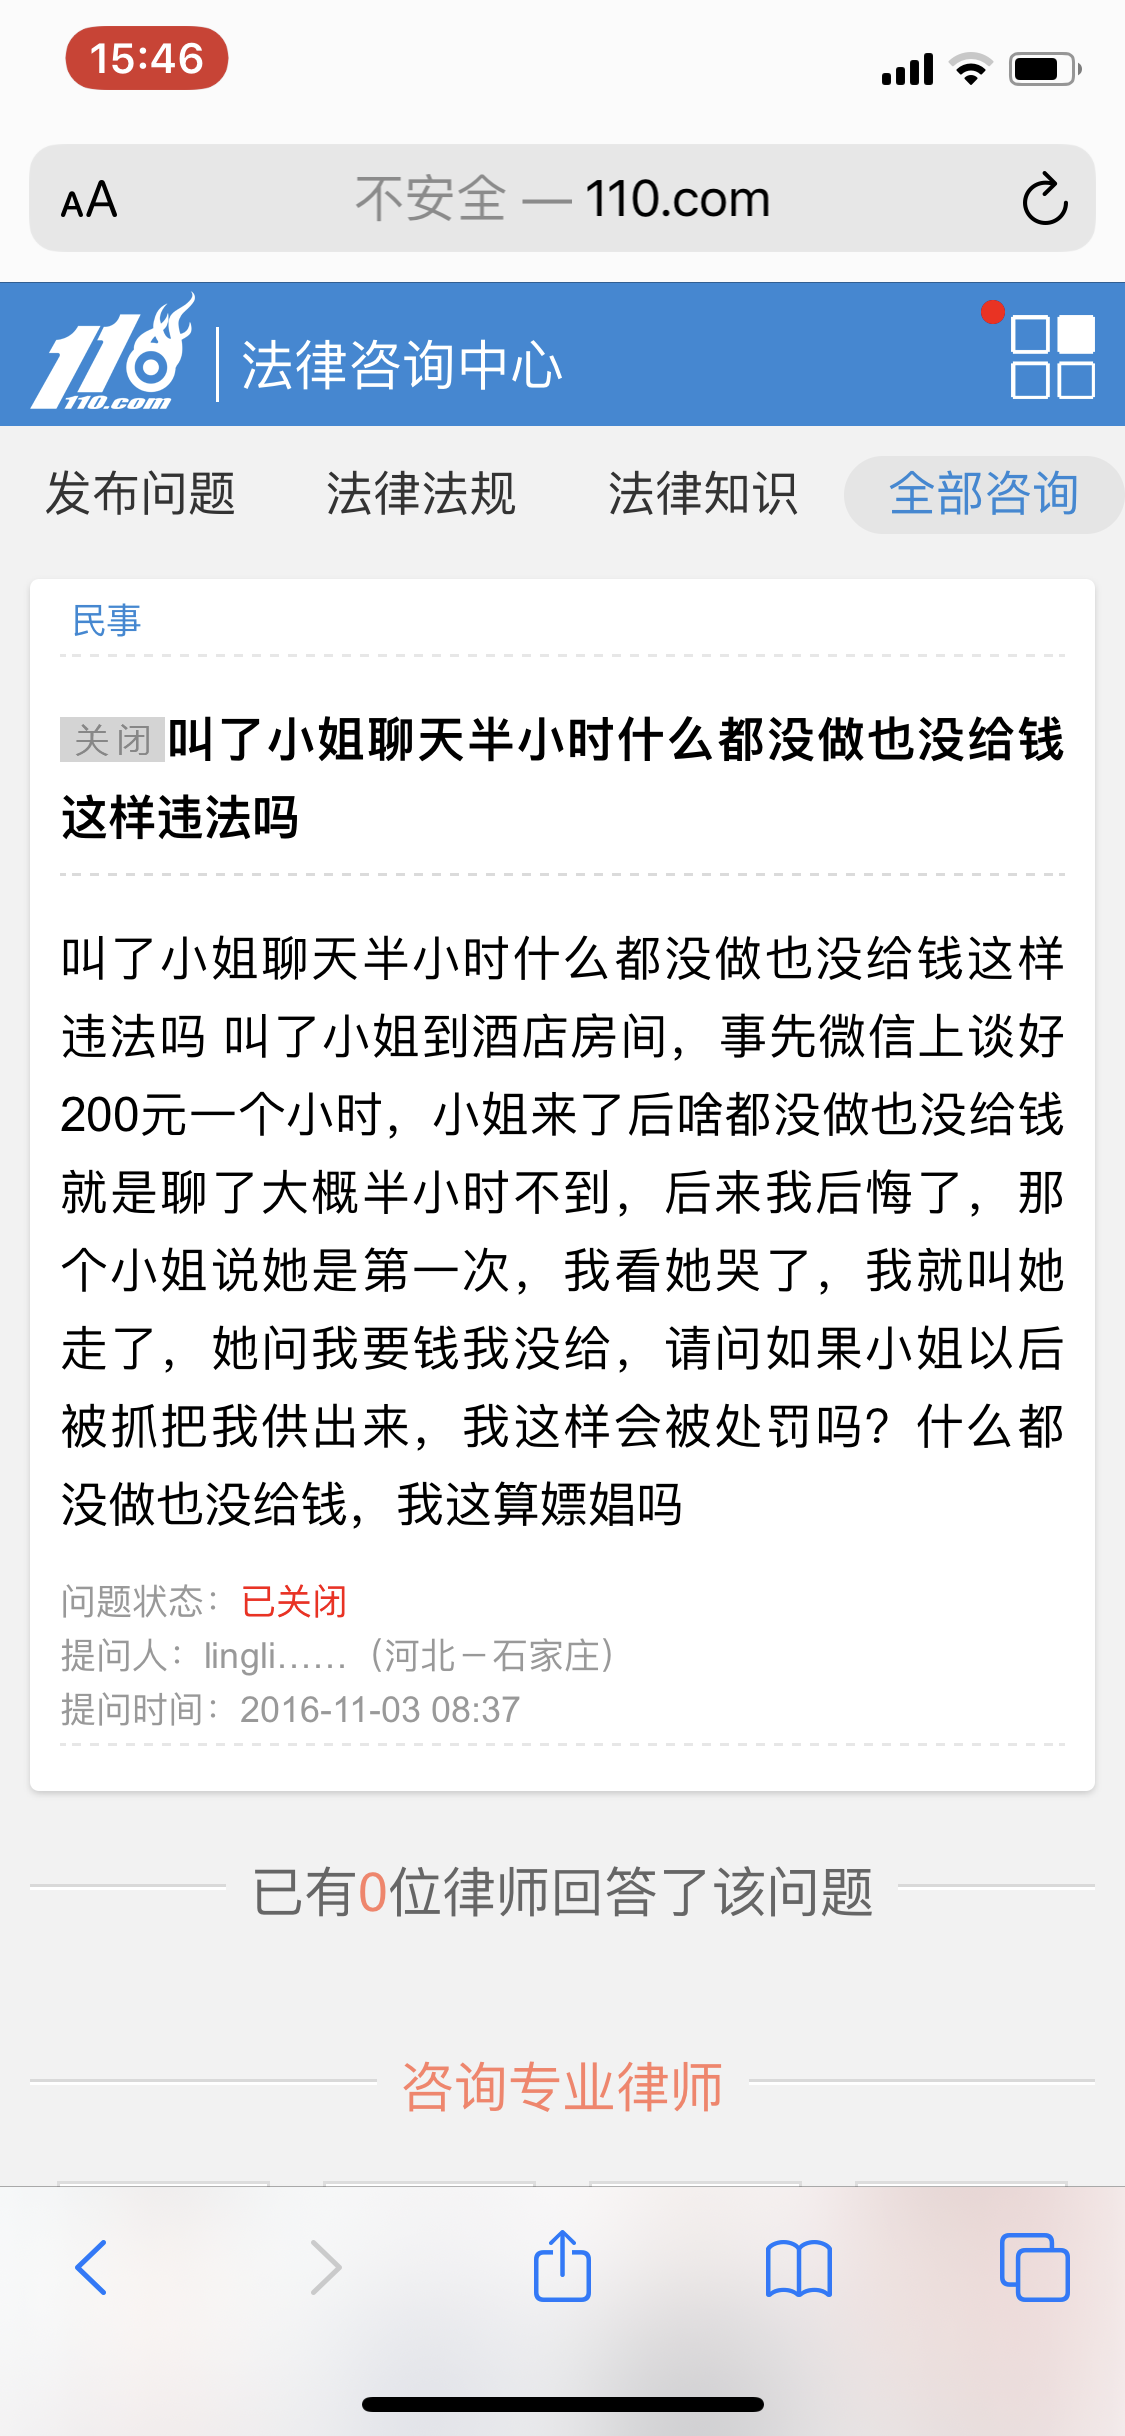 15:46
AA 不安全 — 110.com
110
110.com
法律咨询中心
发布问题 法律法规 法律知识 全部咨询
民事
关闭叫了小姐聊天半小时什么都没做也没给钱
这样违法吗
叫了小姐聊天半小时什么都没做也没给钱这样
违法吗 叫了小姐到酒店房间，事先微信上谈好
200元一个小时，小姐来了后啥都没做也没给钱
就是聊了大概半小时不到，后来我后悔了，那
个小姐说她是第一次，我看她哭了，我就叫她
走了，她问我要钱我没给，请问如果小姐以后
被抓把我供出来，我这样会被处罚吗？什么都
没做也没给钱，我这算嫖娼吗
问题状态：已关闭
提问人：lingli……（河北－石家庄）
提问时间：2016-11-03 08:37
已有0位律师回答了该问题
咨询专业律师